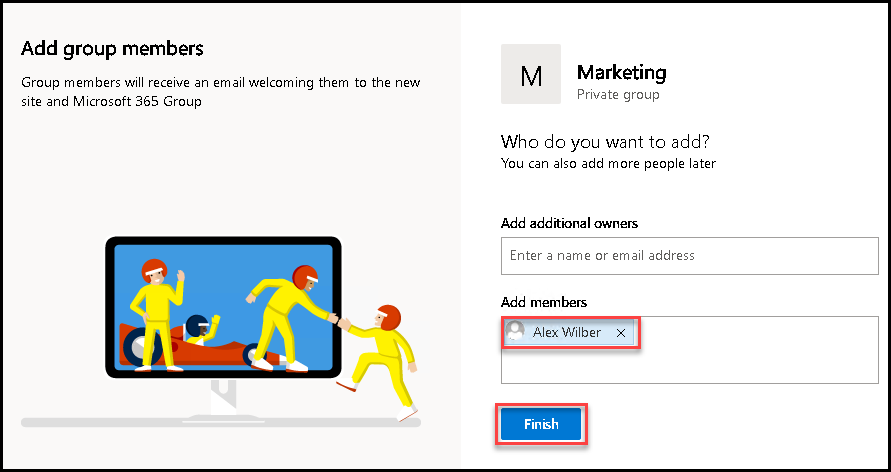 Add group members
Group members will receive an email welcoming them to the new
site and Microsoft 365 Group
M
Marketing
Private group
Who do you want to add?
You can also add more people later
Add additional owners
Enter a name or email address
Add members
Alex Wilber
Finish